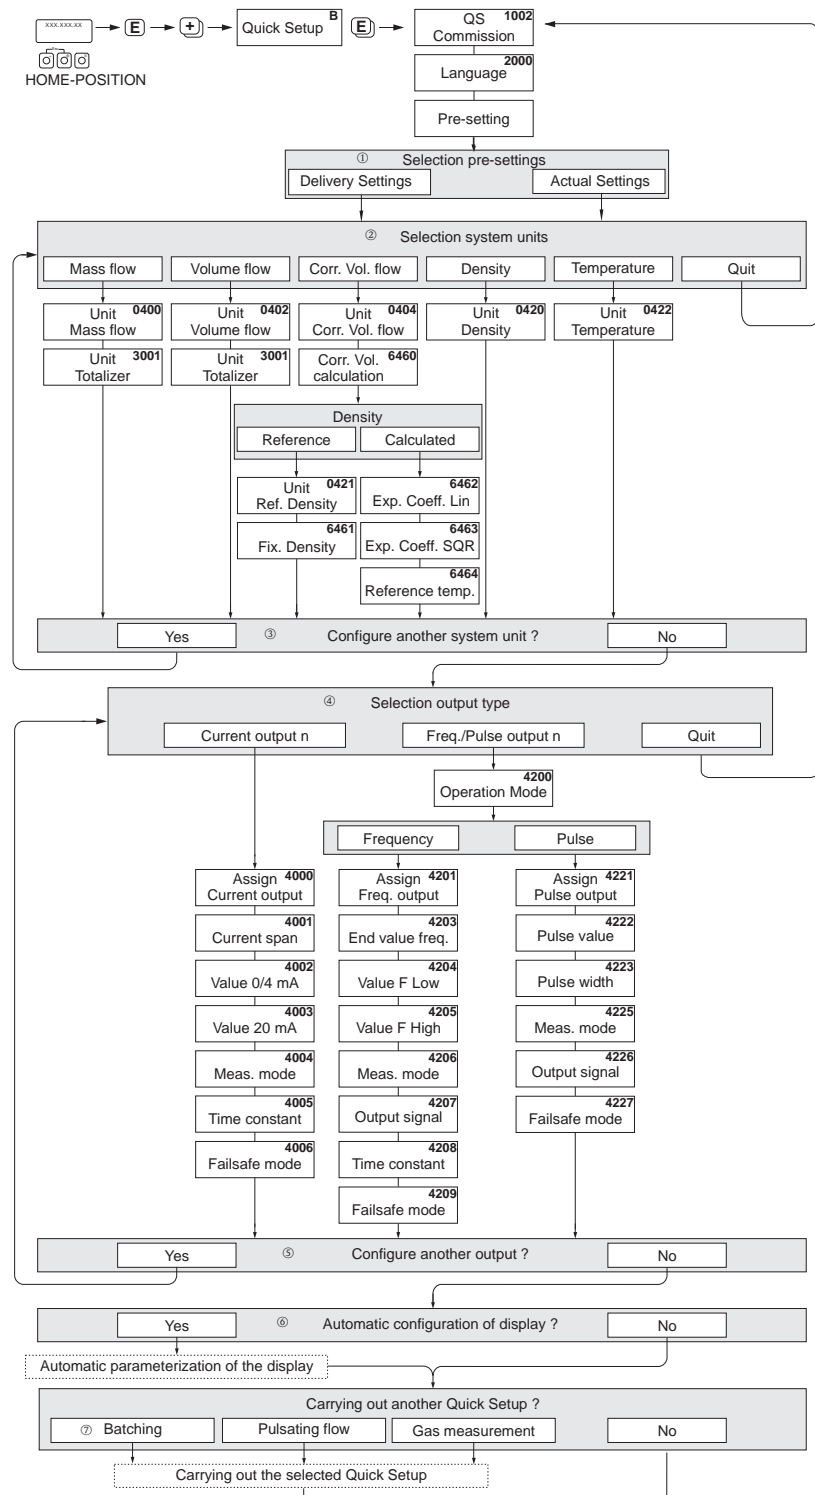 xxx.xxx.xx
E
+
Quick Setup B
E
QS 1002
Commission
HOME-POSITION
2000
Language
Pre-setting
① Selection pre-settings
Delivery Settings Actual Settings
② Selection system units
Mass flow Volume flow Corr. Vol. flow Density Temperature Quit
Unit 0400 Unit 0402 Unit 0404 Unit 0420 Unit 0422
Mass flow Volume flow Corr. Vol. flow Density Temperature
Unit 3001 Unit 3001 Corr. Vol. 6460
Totalizer Totalizer calculation
Density
Reference Calculated
Unit 0421 6462
Ref. Density Exp. Coeff. Lin
6461 6463
Fix. Density Exp. Coeff. SQR
6464
Reference temp.
Yes ③ Configure another system unit ? No
④ Selection output type
Current output n Freq./Pulse output n Quit
4200
Operation Mode
Frequency Pulse
Assign 4000 Assign 4201 Assign 4221
Current output Freq. output Pulse output
4001 4203 4222
Current span End value freq. Pulse value
4002 4204 4223
Value 0/4 mA Value F Low Pulse width
4003 4205 4225
Value 20 mA Value F High Meas. mode
4004 4206 4226
Meas. mode Meas. mode Output signal
4005 4207 4227
Time constant Output signal Failsafe mode
4006 4208
Failsafe mode Time constant
4209
Failsafe mode
Yes ⑤ Configure another output ? No
Yes ⑥ Automatic configuration of display ? No
Automatic parameterization of the display
Carrying out another Quick Setup ?
⑦ Batching Pulsating flow Gas measurement No
Carrying out the selected Quick Setup